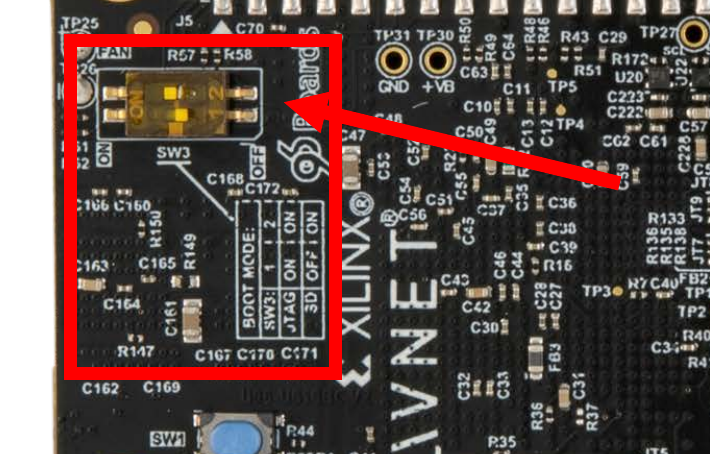 TP25
J5
C70
FAN
R57
R58
ON
1 2
ON
OFF
SW3
96Boards
C168
C172
C166 C160
R150
C165
R149
C163
C164
C161
R147
C167 C170 C171
C162
C169
BOOT MODE:
SW3: 1 2
JTAG ON ON
SD OFF ON
SW1
R44
XILINX®
AVNET®
TP31
TP30
GND
+VB
R50
R49
C64
C63
R48
R46
R43
C29
R51
TP5
TP4
C11
C10
C50
C49
C13
C12
C47
C53
C54
C55
C51
C56
C45
C37
C35
C36
C38
C39
R16
C46
C44
C43
C42
C30
C28
C27
FB3
C32
C33
C31
R36
R37
R35
TP27
R172
U20
U22
C223
C222
C57
C62 C61
C59
C228
R133
R136
R135
R138
JT9
JT7
TP3
R7 C40
FB2
TP1
TP2
R40
C34
JT5